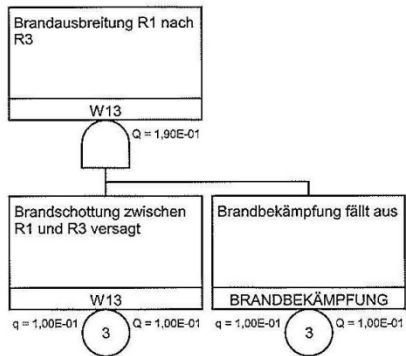 Brandausbreitung R1 nach
R3
W13
Q = 1,90E-01
Brandschottung zwischen
R1 und R3 versagt
W13
q = 1,00E-01
3
Q = 1,00E-01
Brandbekämpfung fällt aus
BRANDBEKÄMPFUNG
q = 1,00E-01
3
Q = 1,00E-01